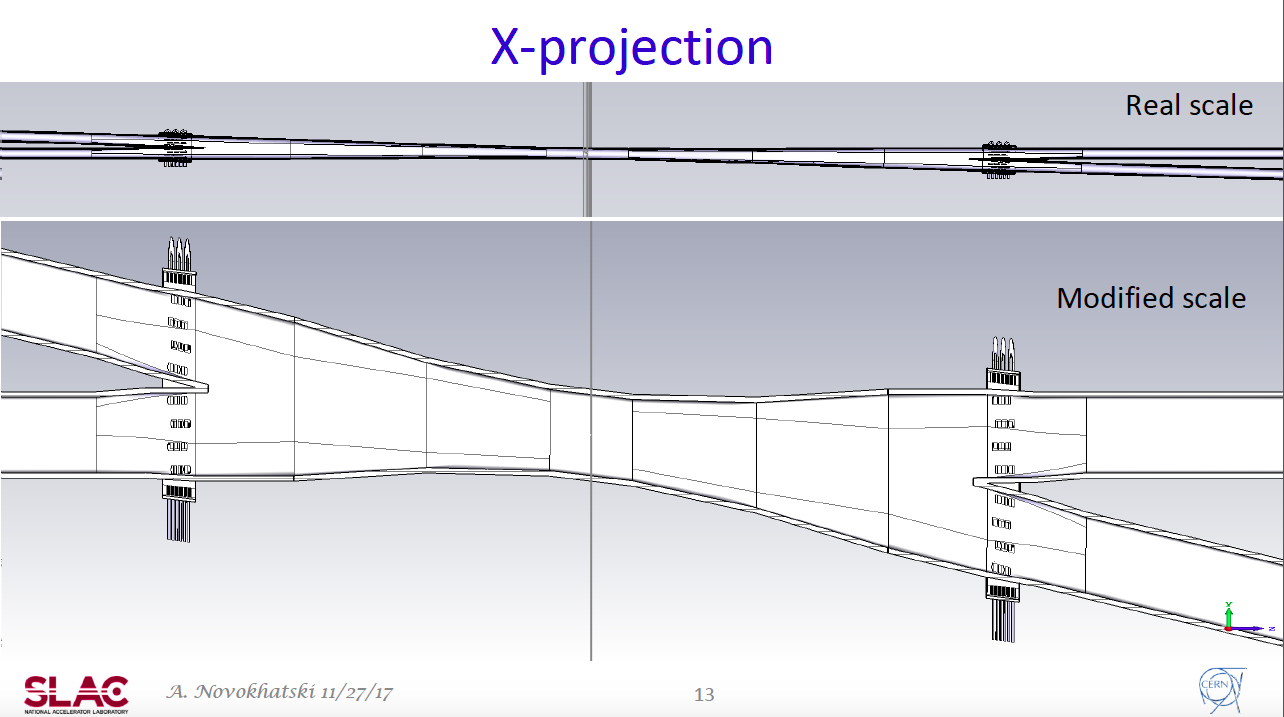 X-projection
Real scale
Modified scale
Y
z
SLAC
NATIONAL ACCELERATOR LABORATORY
A. Novokhatski 11/27/17
13
CERN